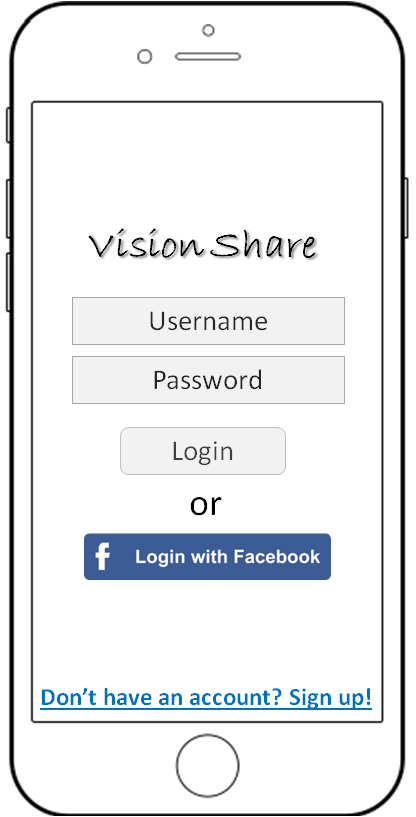 Vision Share
Username
Password
Login
or
f Login with Facebook
Don't have an account? Sign up!